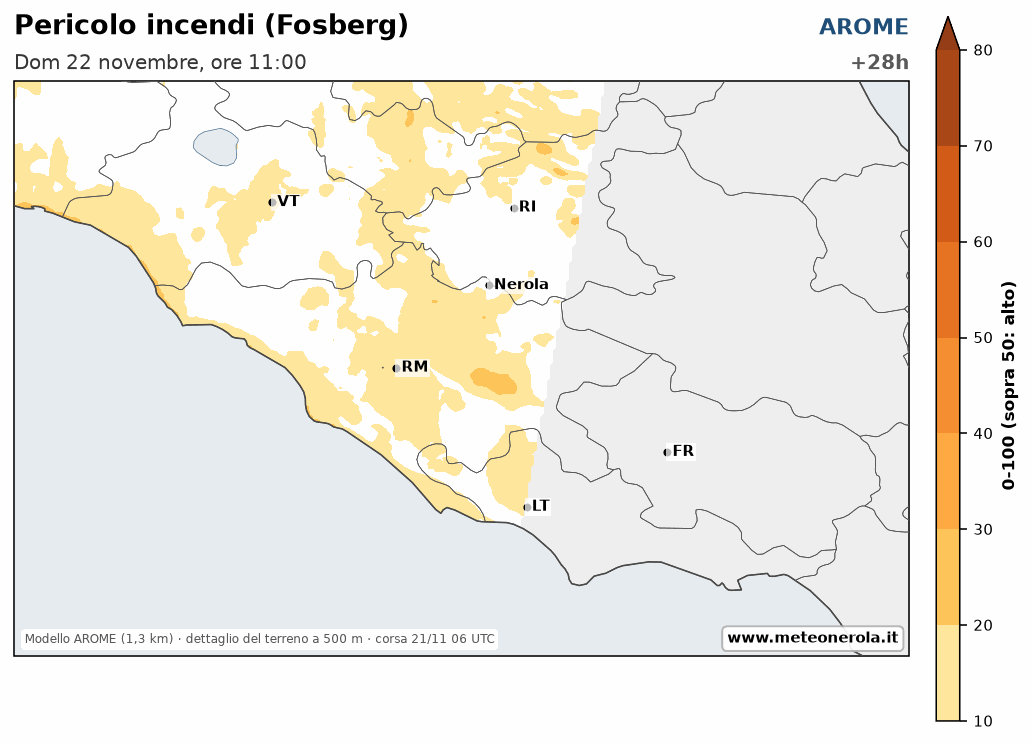 Pericolo incendi (Fosberg)
AROME
Dom 22 novembre, ore 11:00
+28h
VT
RI
Nerola
RM
FR
LT
Modello AROME (1,3 km) · dettaglio del terreno a 500 m · corsa 21/11 06 UTC
www.meteonerola.it
80
70
60
50
40
30
20
10
0-100 (sopra 50: alto)